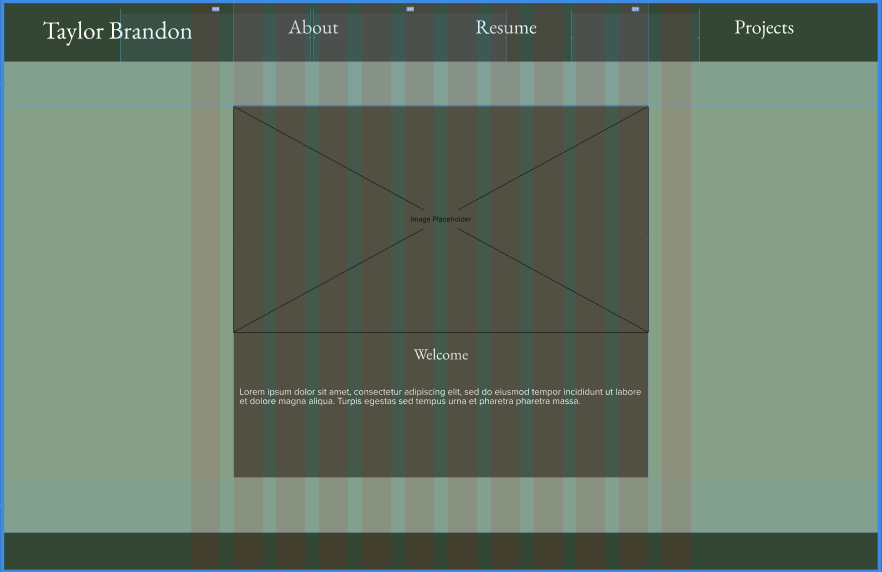 Taylor Brandon
About
Resume
Projects
Image Placeholder
Welcome
Lorem ipsum dolor sit amet, consectetur adipiscing elit, sed do eiusmod tempor incididunt ut labore
et dolore magna aliqua. Turpis egestas sed tempus urna et pharetra pharetra massa.